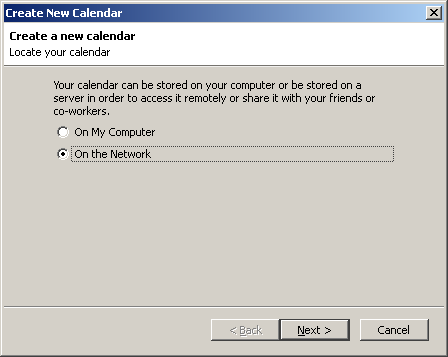 Create New Calendar
Create a new calendar
Locate your calendar
Your calendar can be stored on your computer or be stored on a
server in order to access it remotely or share it with your friends or
co-workers.
On My Computer
On the Network
< Back
Next >
Cancel